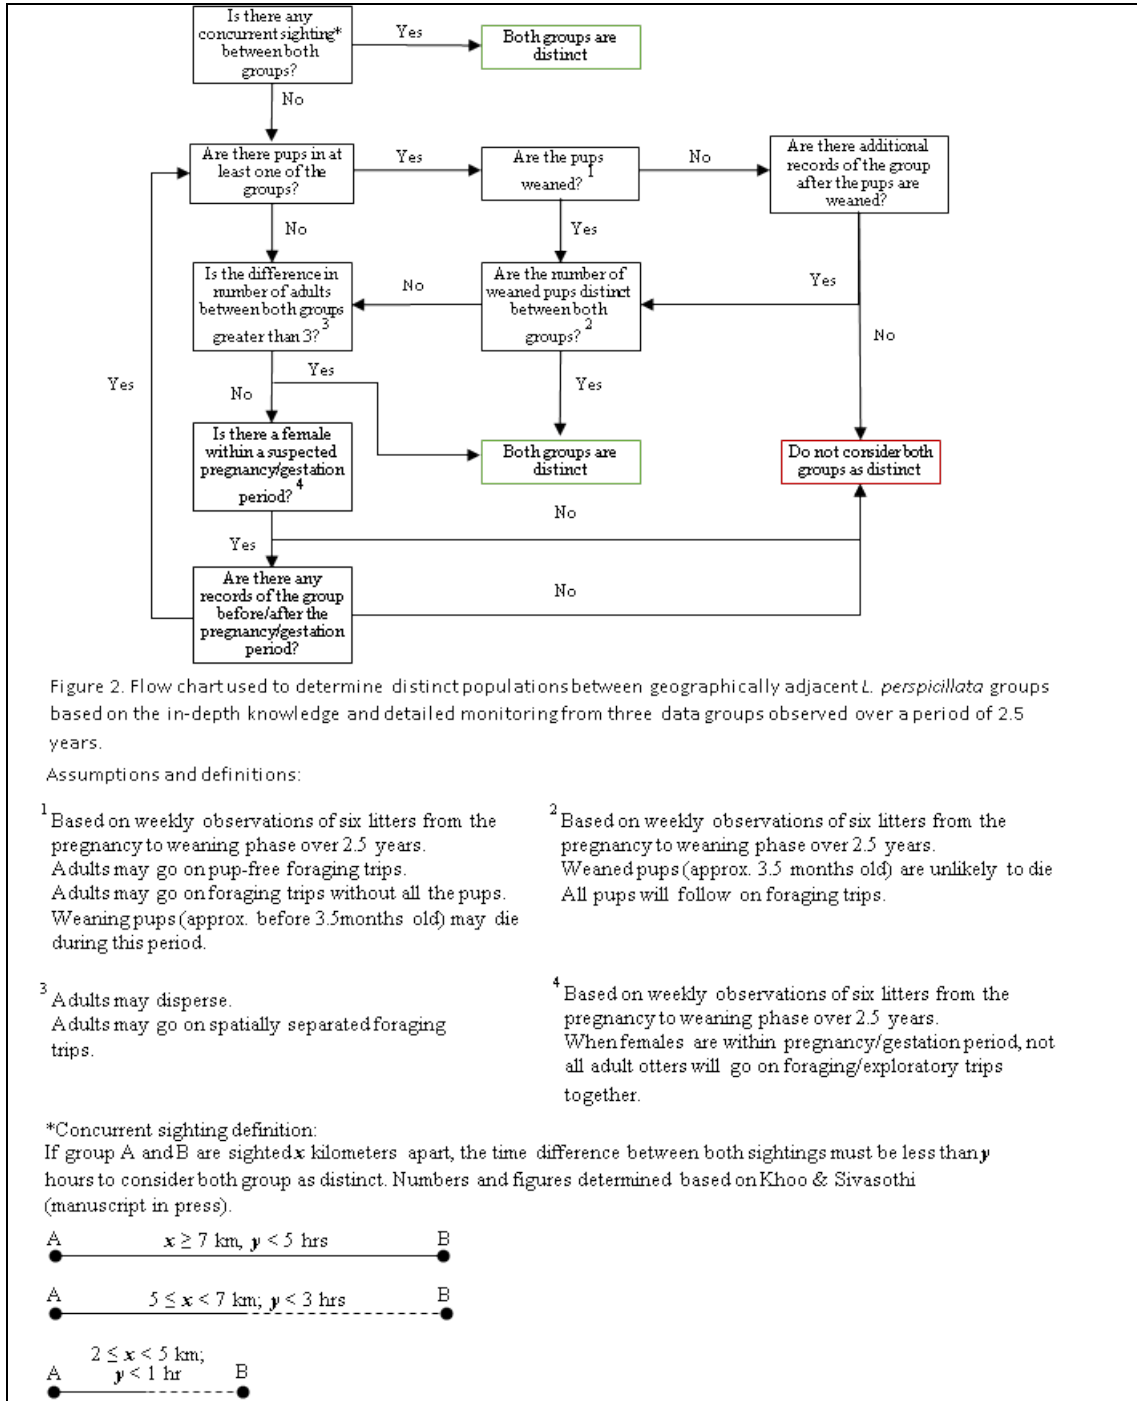 Is there any
concurrent sighting*
between both
groups?
Yes
Both groups are
distinct
No
Are there pups in at
least one of the
groups?
Yes
Are the pups
weaned? 1
No
Are there additional
records of the group
after the pups are
weaned?
No
Yes
Is the difference in
number of adults
between both groups
greater than 3? 3
No
Are the number of
weaned pups distinct
between both
groups? 2
Yes
No
Yes
Yes
No
Yes
Is there a female
within a suspected
pregnancy/gestation
period? 4
Both groups are
distinct
Do not consider both
groups as distinct
No
Yes
Are there any
records of the group
before/after the
pregnancy/gestation
period?
No
Figure 2. Flow chart used to determine distinct populations between geographically adjacent L. perspicillata groups
based on the in-depth knowledge and detailed monitoring from three data groups observed over a period of 2.5
years.
Assumptions and definitions:
1 Based on weekly observations of six litters from the
pregnancy to weaning phase over 2.5 years.
Adults may go on pup-free foraging trips.
Adults may go on foraging trips without all the pups.
Weaning pups (approx. before 3.5months old) may die
during this period.
2 Based on weekly observations of six litters from the
pregnancy to weaning phase over 2.5 years.
Weaned pups (approx. 3.5 months old) are unlikely to die
All pups will follow on foraging trips.
3 Adults may disperse.
Adults may go on spatially separated foraging
trips.
4 Based on weekly observations of six litters from the
pregnancy to weaning phase over 2.5 years.
When females are within pregnancy/gestation period, not
all adult otters will go on foraging/exploratory trips
together.
*Concurrent sighting definition:
If group A and B are sighted x kilometers apart, the time difference between both sightings must be less than y
hours to consider both group as distinct. Numbers and figures determined based on Khoo & Sivasothi
(manuscript in press).
A x ≥ 7 km, y < 5 hrs B
A 5 ≤ x < 7 km; y < 3 hrs B
2 ≤ x < 5 km;
A y < 1 hr B